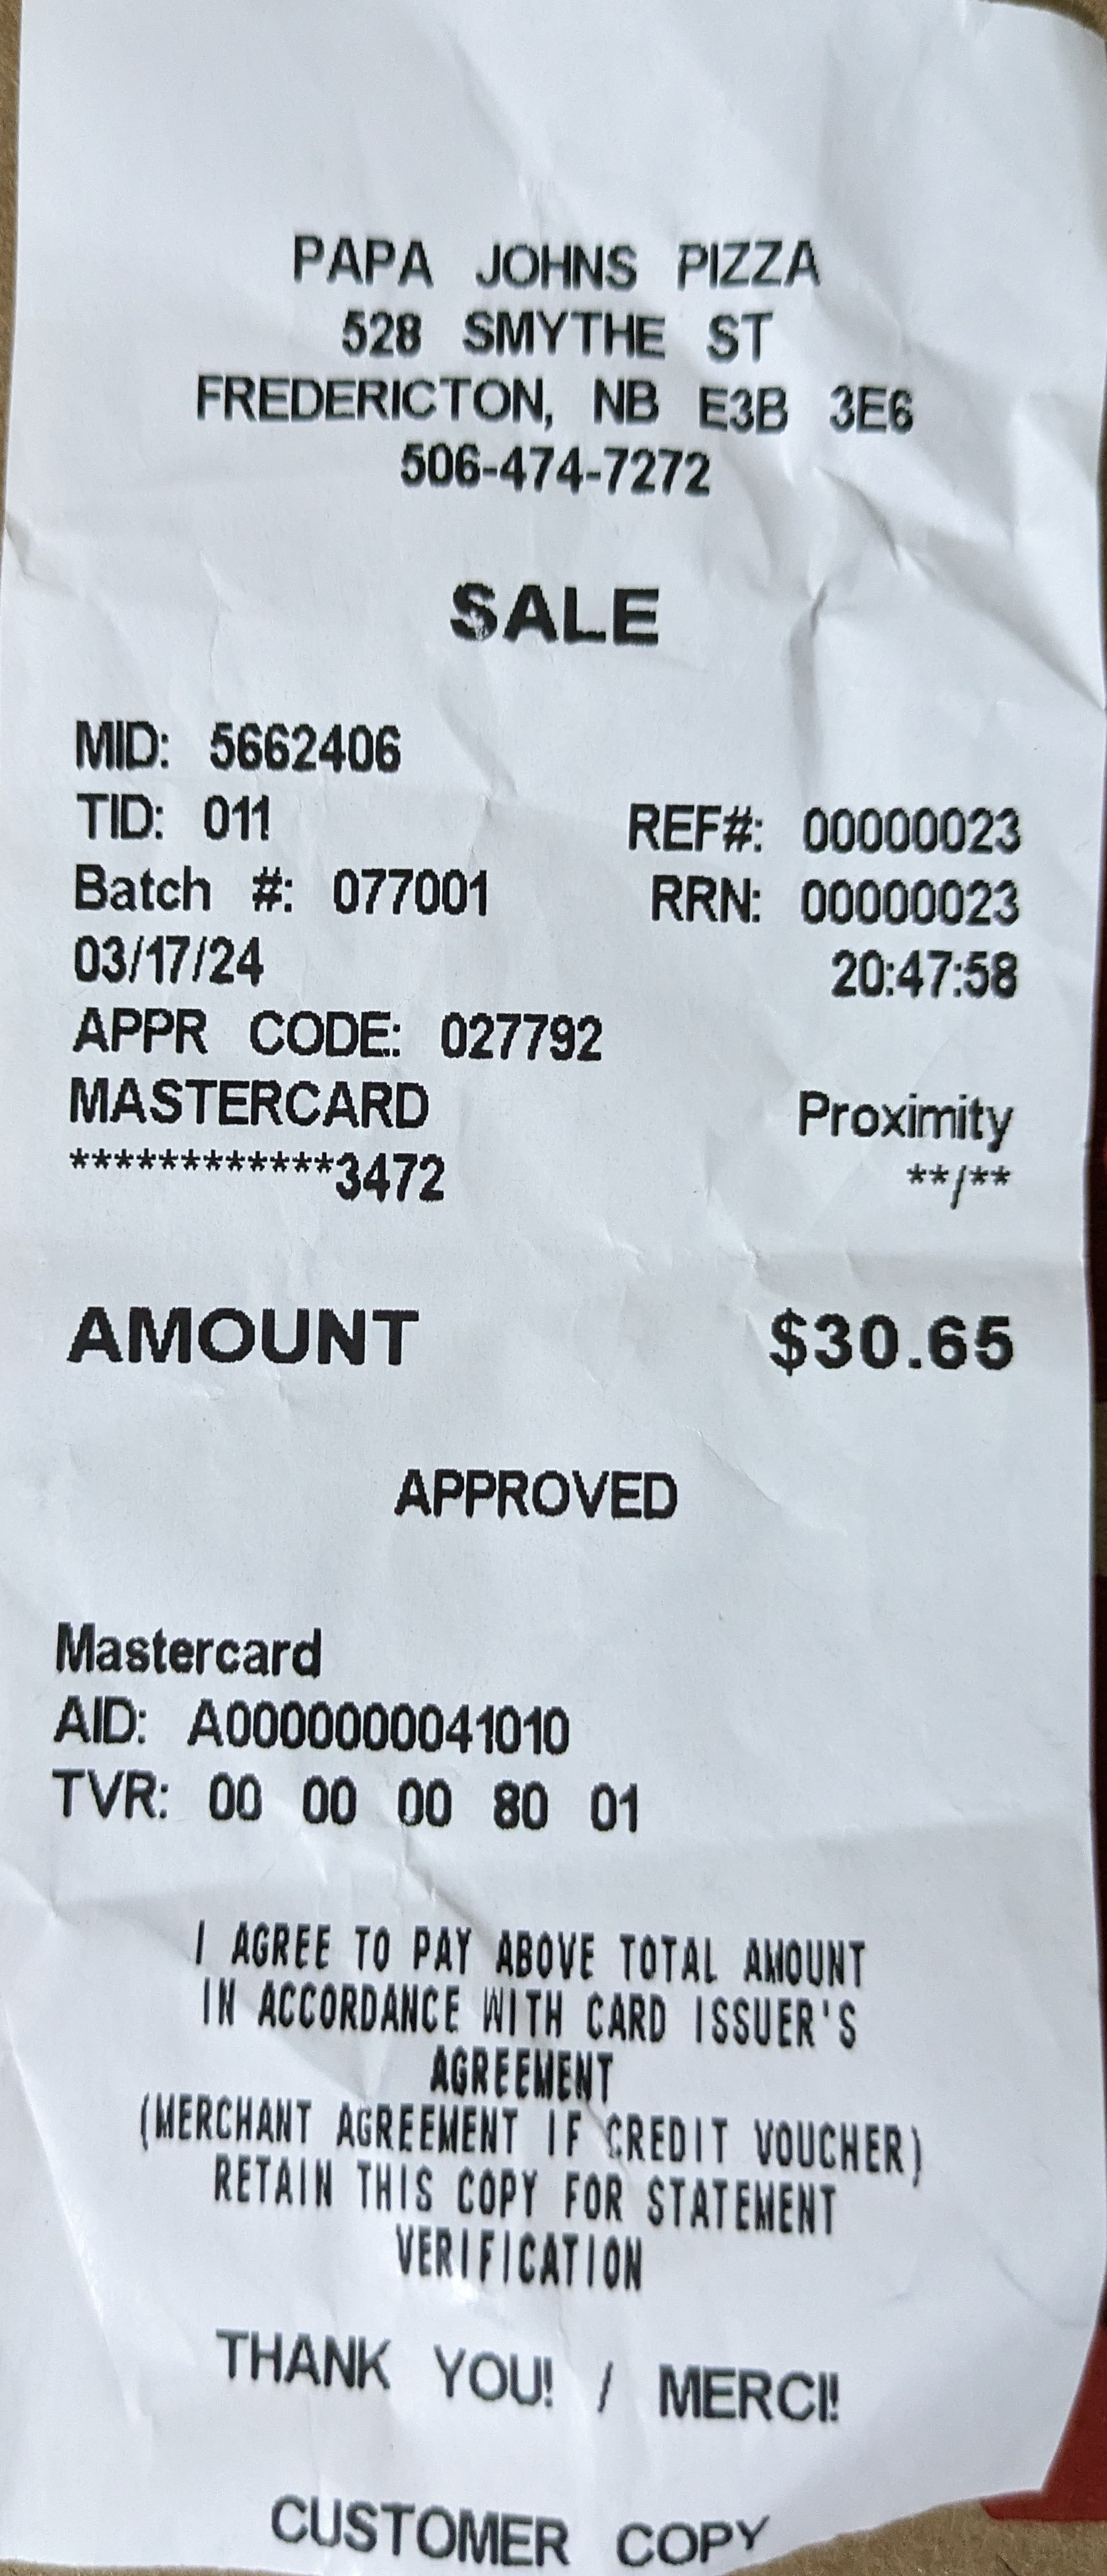 PAPA JOHNS PIZZA
528 SMYTHE ST
FREDERICTON, NB E3B 3E6
506-474-7272
SALE
MID: 5662406
TID: 011 REF#: 00000023
Batch #: 077001 RRN: 00000023
03/17/24 20:47:58
APPR CODE: 027792
MASTERCARD Proximity
************3472 **/**
AMOUNT $30.65
APPROVED
Mastercard
AID: A0000000041010
TVR: 00 00 00 80 01
I AGREE TO PAY ABOVE TOTAL AMOUNT
IN ACCORDANCE WITH CARD ISSUER'S
AGREEMENT
(MERCHANT AGREEMENT IF CREDIT VOUCHER)
RETAIN THIS COPY FOR STATEMENT
VERIFICATION
THANK YOU! / MERCI!
CUSTOMER COPY